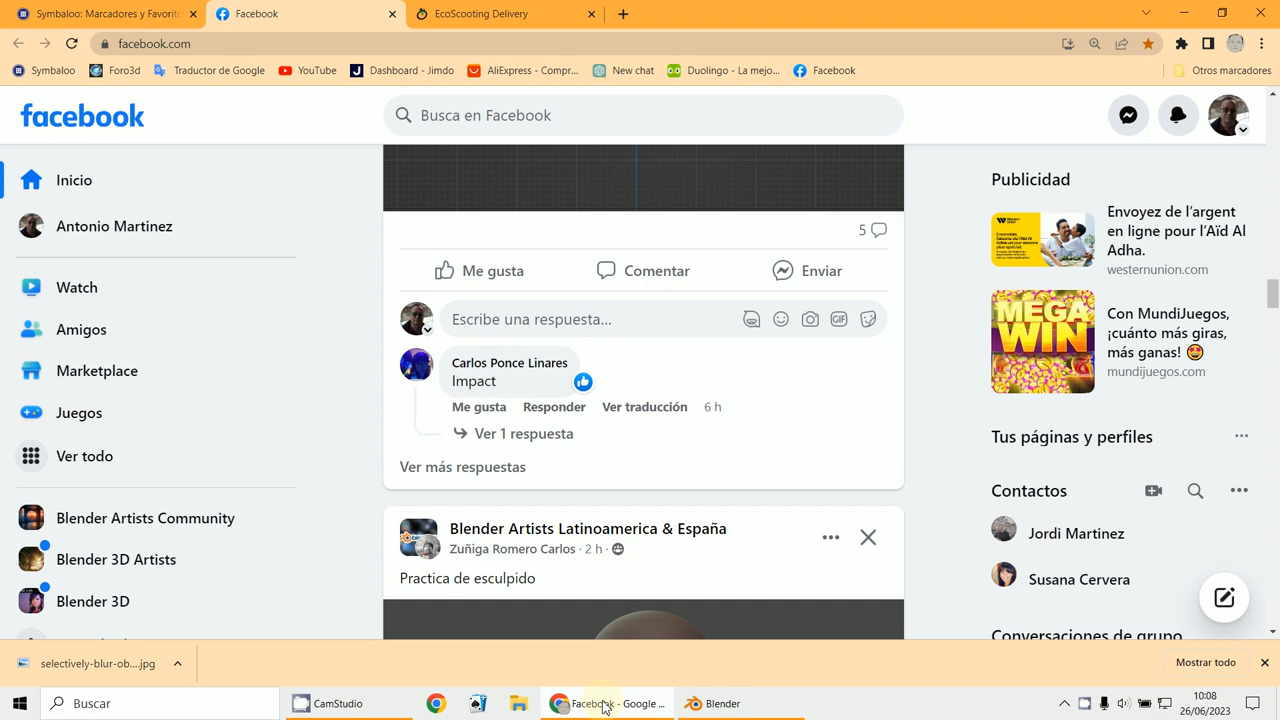 Symbaloo: Marcadores y Favorit
Facebook
EcoScooting Delivery
facebook.com
Symbaloo
Foro3d
Traductor de Google
YouTube
Dashboard - Jimdo
AliExpress - Compr...
New chat
Duolingo - La mejo...
Facebook
Otros marcadores
facebook
Busca en Facebook
Inicio
Antonio Martinez
Watch
Amigos
Marketplace
Juegos
Ver todo
Blender Artists Community
Blender 3D Artists
Blender 3D
5
Me gusta
Comentar
Enviar
Escribe una respuesta...
GIF
Carlos Ponce Linares
Impact
Me gusta Responder Ver traducción 6 h
Ver 1 respuesta
Ver más respuestas
Blender Artists Latinoamerica & España
Zuñiga Romero Carlos · 2 h ·
Practica de esculpido
Publicidad
Envoyez de l'argent
en ligne pour l'Aïd Al
Adha.
westernunion.com
MEGA
WIN
Con MundiJuegos,
¡cuánto más giras,
más ganas! 🤩
mundijuegos.com
Tus páginas y perfiles
Contactos
Jordi Martinez
Susana Cervera
Conversaciones de grupo
selectively-blur-ob....jpg
Mostrar todo
Buscar
CamStudio
Facebook - Google ...
Blender
10:08
26/06/2023